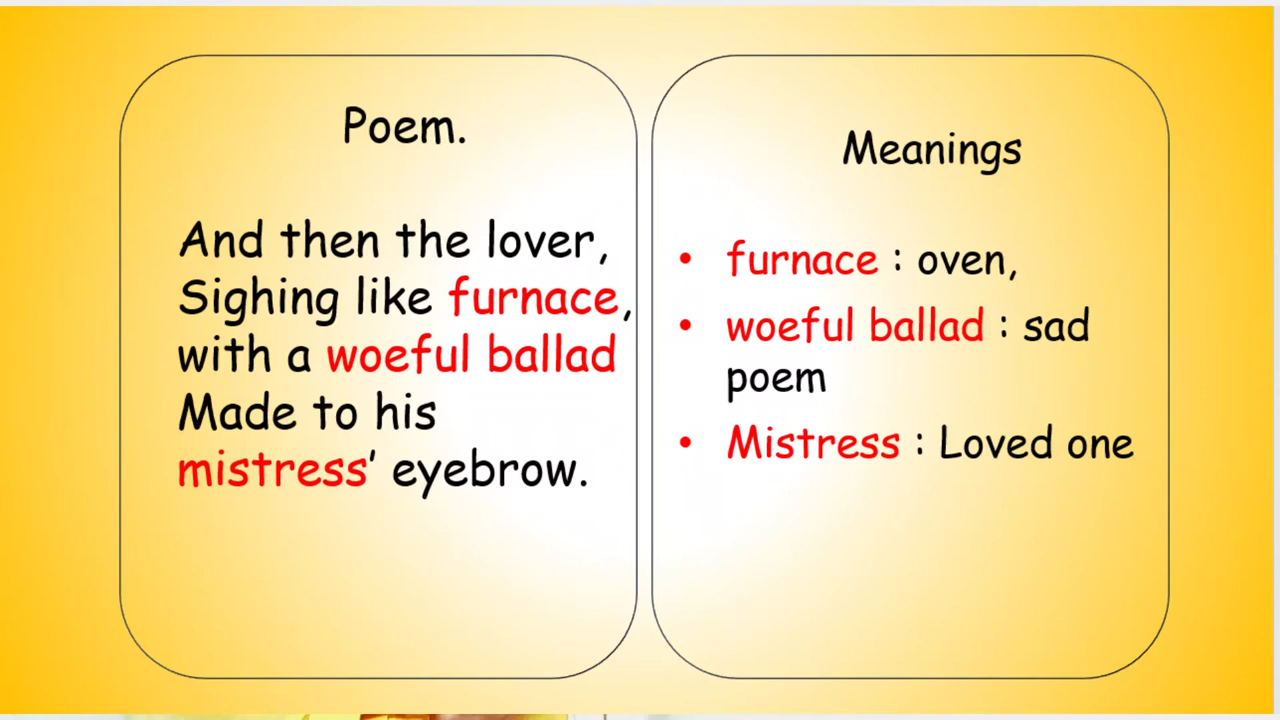 Poem.
And then the lover,
Sighing like furnace,
with a woeful ballad
Made to his
mistress’ eyebrow.
Meanings
• furnace : oven,
• woeful ballad : sad
poem
• Mistress : Loved one